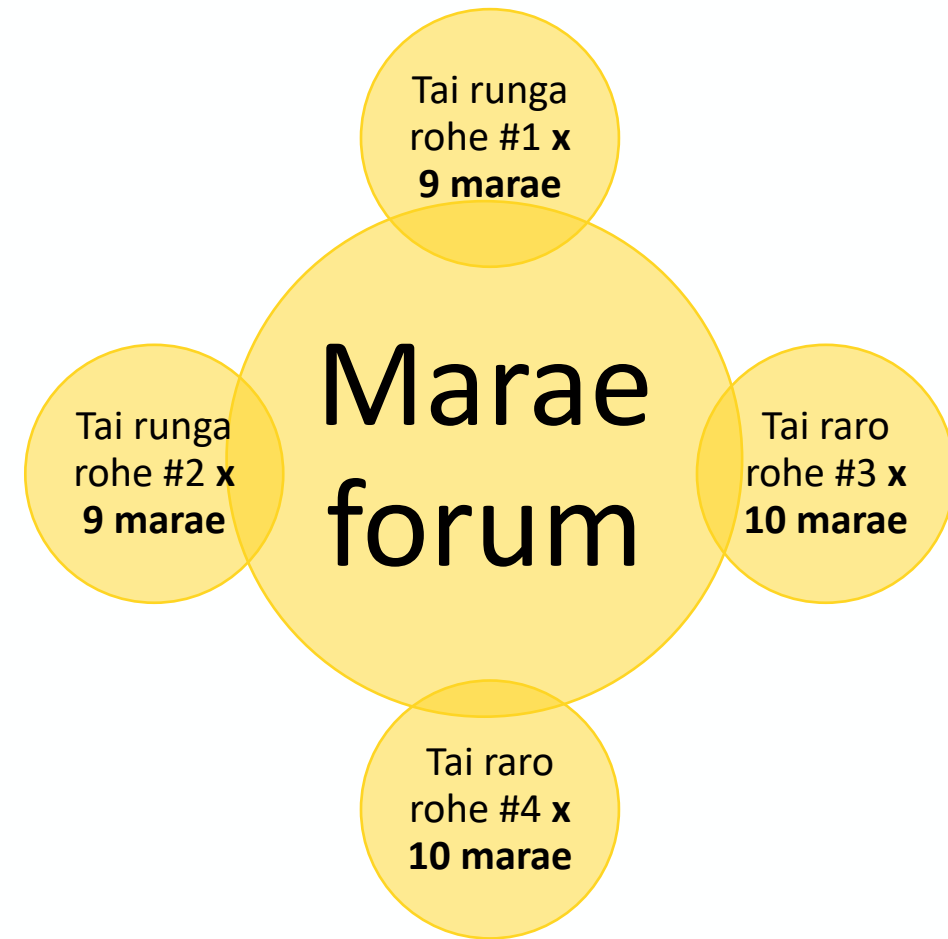 Tai runga
rohe #1 x
9 marae
Marae
forum
Tai runga
rohe #2 x
9 marae
Tai raro
rohe #3 x
10 marae
Tai raro
rohe #4 x
10 marae